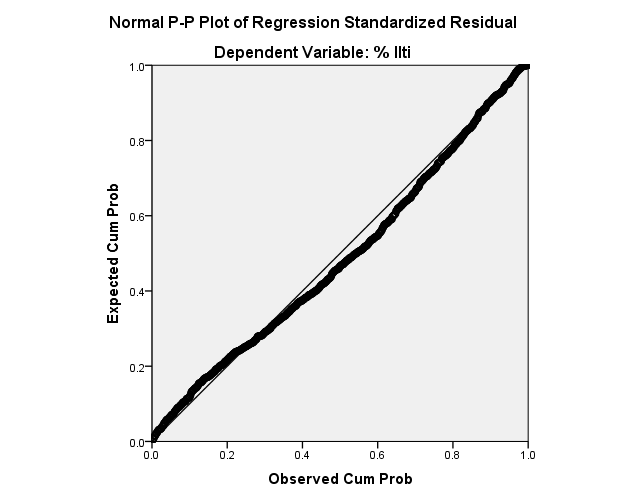 Normal P-P Plot of Regression Standardized Residual
Dependent Variable: % llti
1.0
0.8
0.6
0.4
0.2
0.0
Expected Cum Prob
0.0 0.2 0.4 0.6 0.8 1.0
Observed Cum Prob